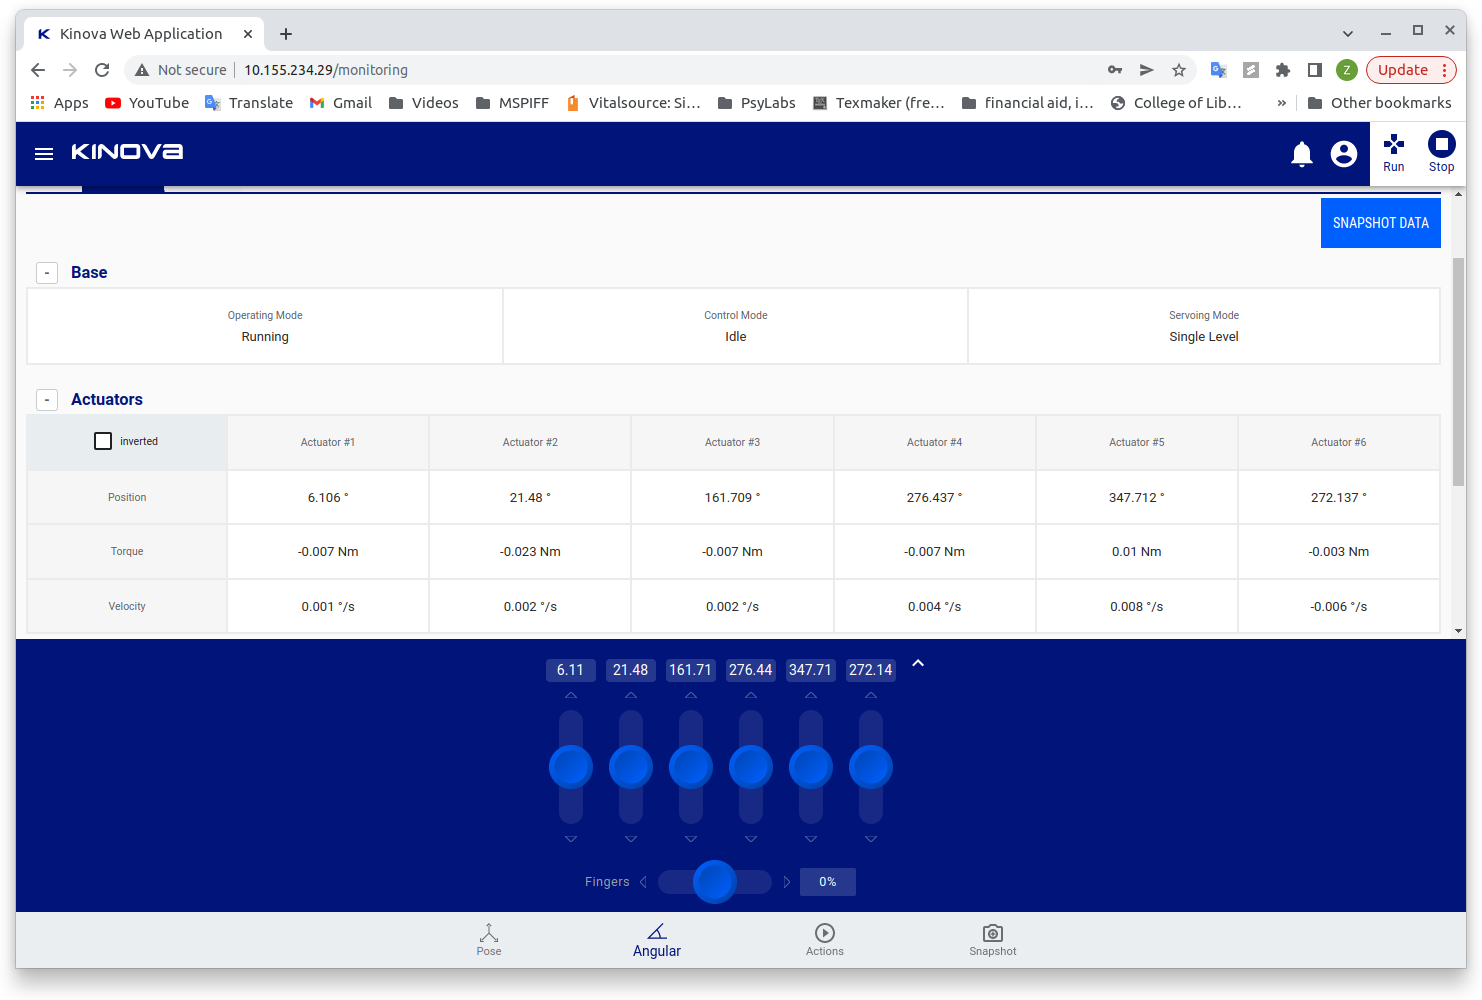 Kinova Web Application
Not secure 10.155.234.29/monitoring Z Update
Apps YouTube Translate Gmail Videos MSPIFF Vitalsource: Si... PsyLabs Texmaker (fre... financial aid, i... College of Lib... » Other bookmarks
KINOVA Run Stop
SNAPSHOT DATA
- Base
Operating Mode Control Mode Servoing Mode
Running Idle Single Level
- Actuators
inverted Actuator #1 Actuator #2 Actuator #3 Actuator #4 Actuator #5 Actuator #6
Position 6.106 ° 21.48 ° 161.709 ° 276.437 ° 347.712 ° 272.137 °
Torque -0.007 Nm -0.023 Nm -0.007 Nm -0.007 Nm 0.01 Nm -0.003 Nm
Velocity 0.001 °/s 0.002 °/s 0.002 °/s 0.004 °/s 0.008 °/s -0.006 °/s
6.11 21.48 161.71 276.44 347.71 272.14
Fingers 0%
Pose Angular Actions Snapshot